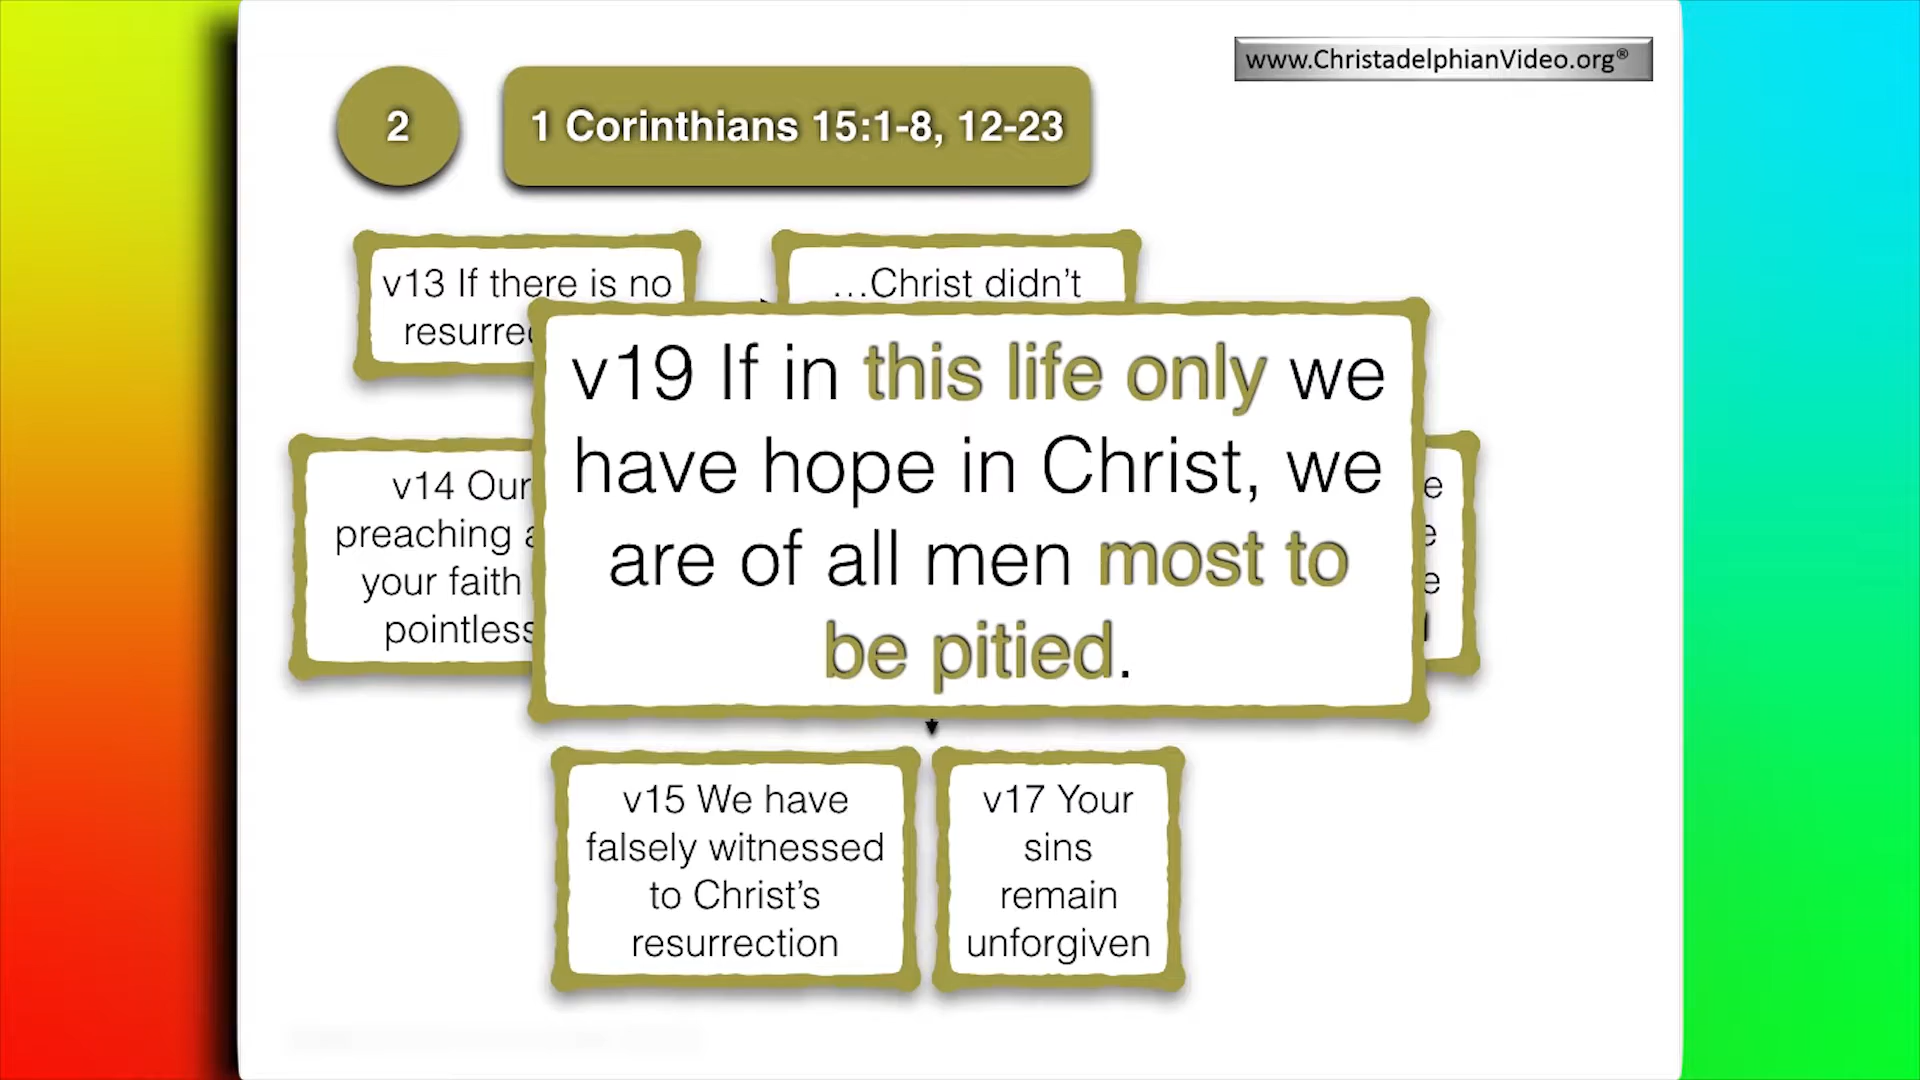 www.ChristadelphianVideo.org®
2
1 Corinthians 15:1-8, 12-23
v13 If there is no
…Christ didn't
v19 If in this life only we
have hope in Christ, we
are of all men most to
be pitied.
v14 Our
preaching
your faith
pointless
v15 We have
falsely witnessed
to Christ's
resurrection
v17 Your
sins
remain
unforgiven